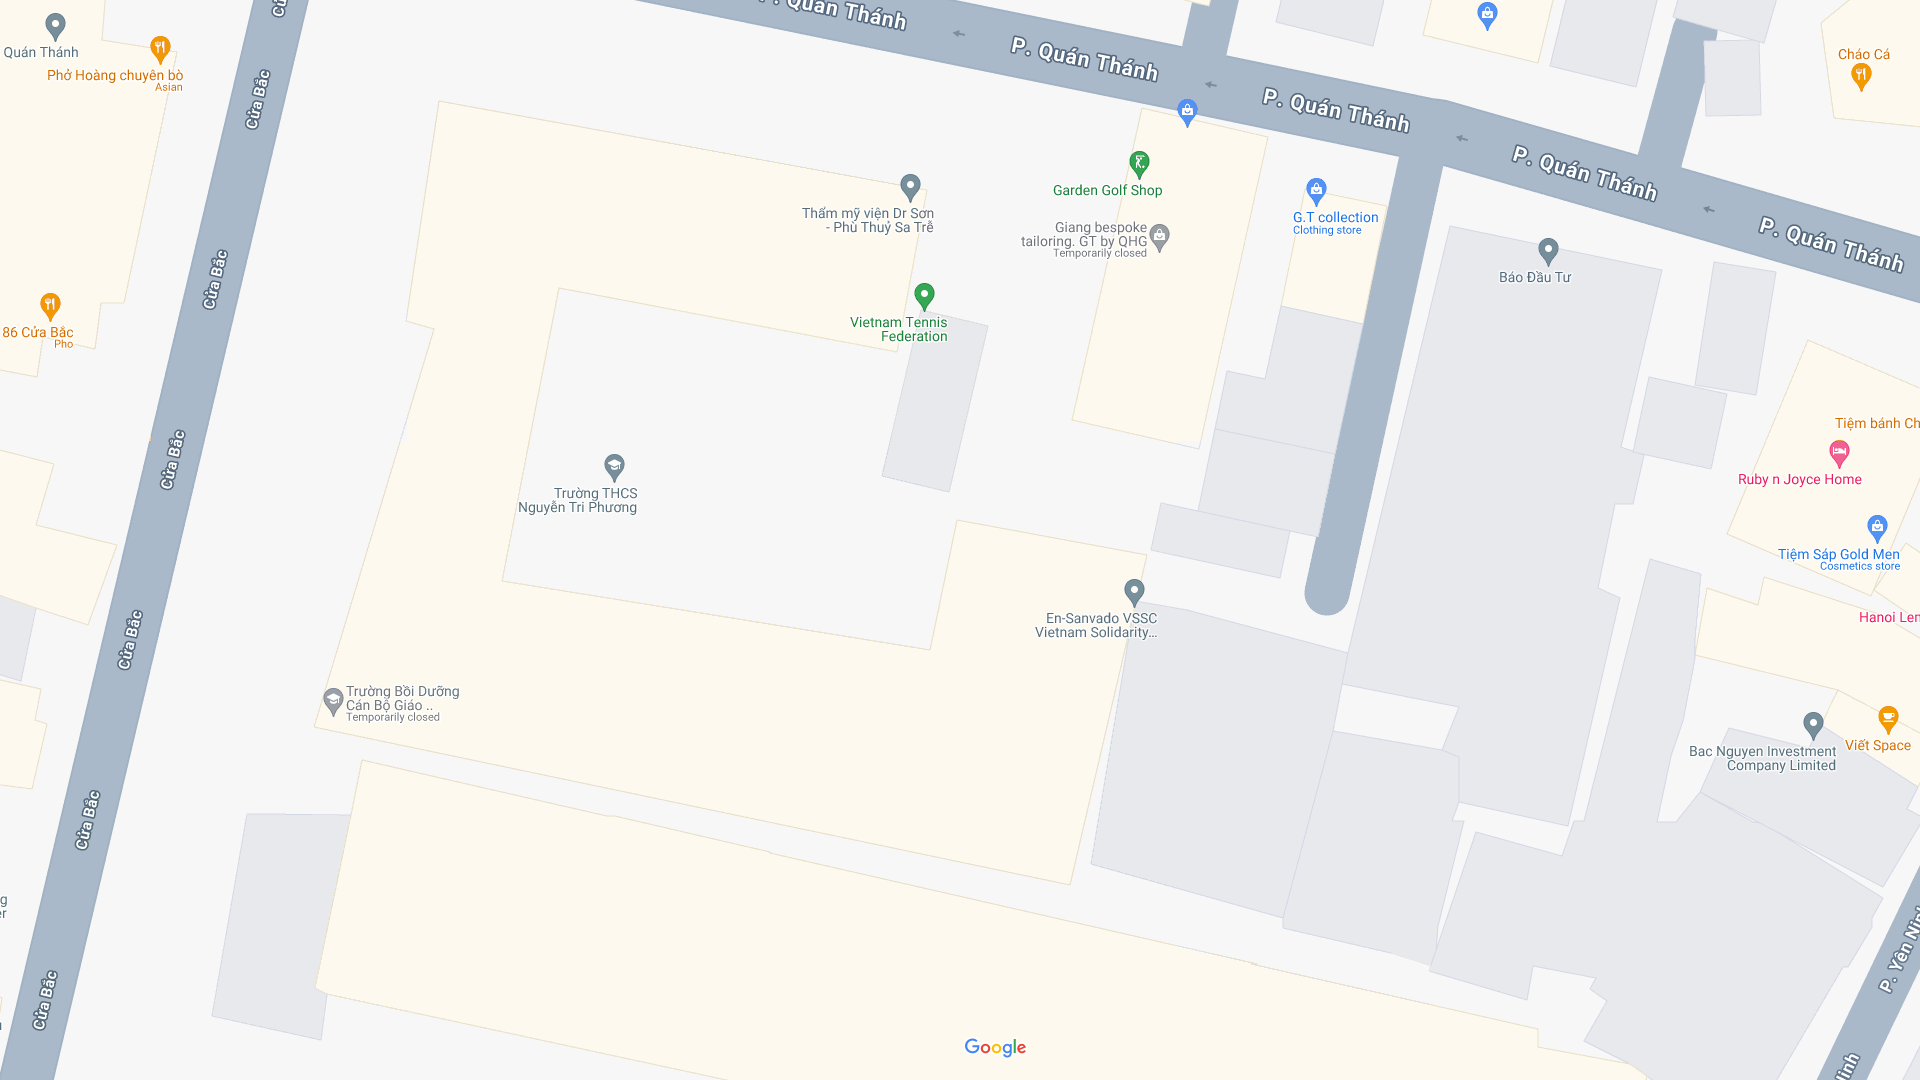 P. Quán Thánh
P. Quán Thánh
P. Quán Thánh
P. Quán Thánh
P. Quán Thánh
Quán Thánh
Phở Hoàng chuyên bò
Asian
Cháo Cá
Cửa Bắc
Cửa Bắc
Cửa Bắc
Cửa Bắc
Cửa Bắc
Cửa Bắc
Garden Golf Shop
Thẩm mỹ viện Dr Sơn
- Phù Thuỷ Sa Trễ
Giang bespoke
tailoring. GT by QHG
Temporarily closed
G.T collection
Clothing store
Báo Đầu Tư
86 Cửa Bắc
Pho
Vietnam Tennis
Federation
Tiệm bánh Ch
Ruby n Joyce Home
Trường THCS
Nguyễn Tri Phương
Tiệm Sáp Gold Men
Cosmetics store
En-Sanvado VSSC
Vietnam Solidarity...
Hanoi Len
Trường Bồi Dưỡng
Cán Bộ Giáo ..
Temporarily closed
Bac Nguyen Investment
Company Limited
Viết Space
P. Yên Ninh
Google